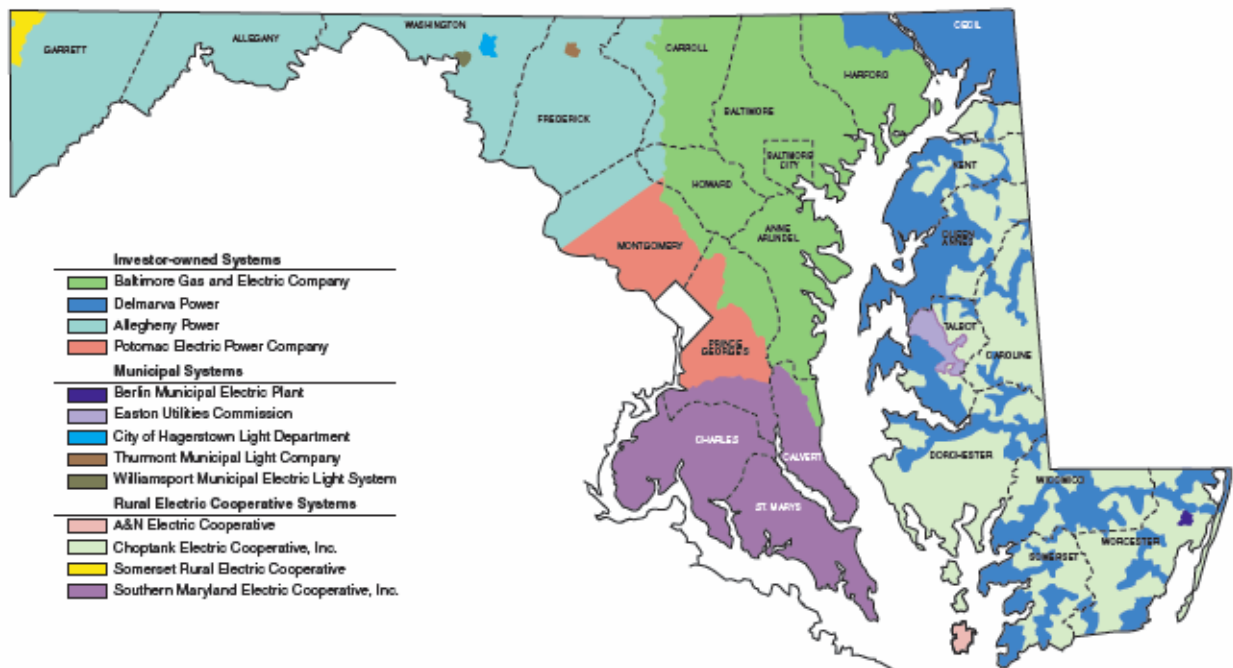 GARRETT
ALLEGANY
WASHINGTON
CARROLL
CECIL
HARFORD
FREDERICK
BALTIMORE
BALTIMORE
CITY
KENT
HOWARD
ANNE
ARUNDEL
QUEEN
ANNES
MONTGOMERY
TALBOT
PRINCE
GEORGE'S
CAROLINE
CHARLES
CALVERT
DORCHESTER
ST. MARYS
WICOMICO
WORCESTER
SOMERSET
Investor-owned Systems
Baltimore Gas and Electric Company
Delmarva Power
Allegheny Power
Potomac Electric Power Company
Municipal Systems
Berlin Municipal Electric Plant
Easton Utilities Commission
City of Hagerstown Light Department
Thurmont Municipal Light Company
Williamsport Municipal Electric Light System
Rural Electric Cooperative Systems
A&N Electric Cooperative
Choptank Electric Cooperative, Inc.
Somerset Rural Electric Cooperative
Southern Maryland Electric Cooperative, Inc.